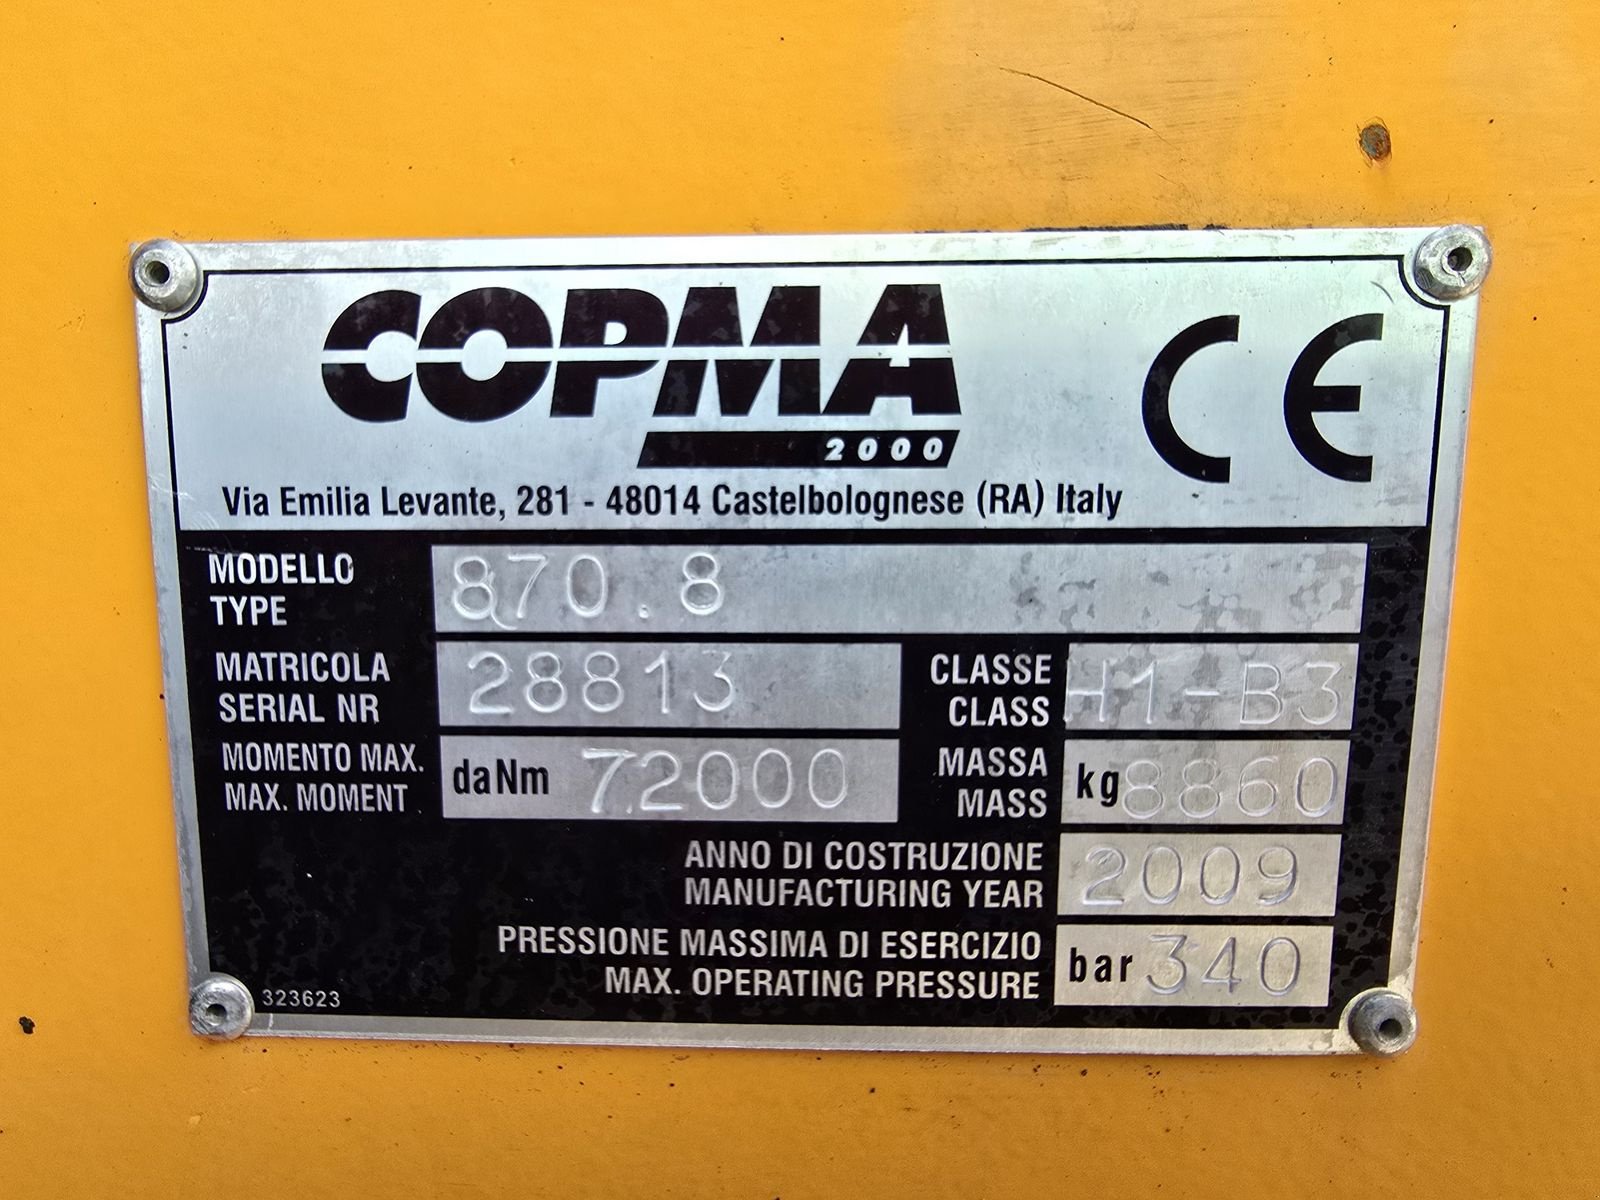 COPMA
2000
CE
Via Emilia Levante, 281 - 48014 Castelbolognese (RA) Italy
MODELLO
TYPE
870.8
MATRICOLA
SERIAL NR
28813
CLASSE
CLASS
H1-B3
MOMENTO MAX.
MAX. MOMENT
daNm 72000
MASSA
MASS
kg 8860
ANNO DI COSTRUZIONE
MANUFACTURING YEAR
2009
PRESSIONE MASSIMA DI ESERCIZIO
MAX. OPERATING PRESSURE
bar 340
323623